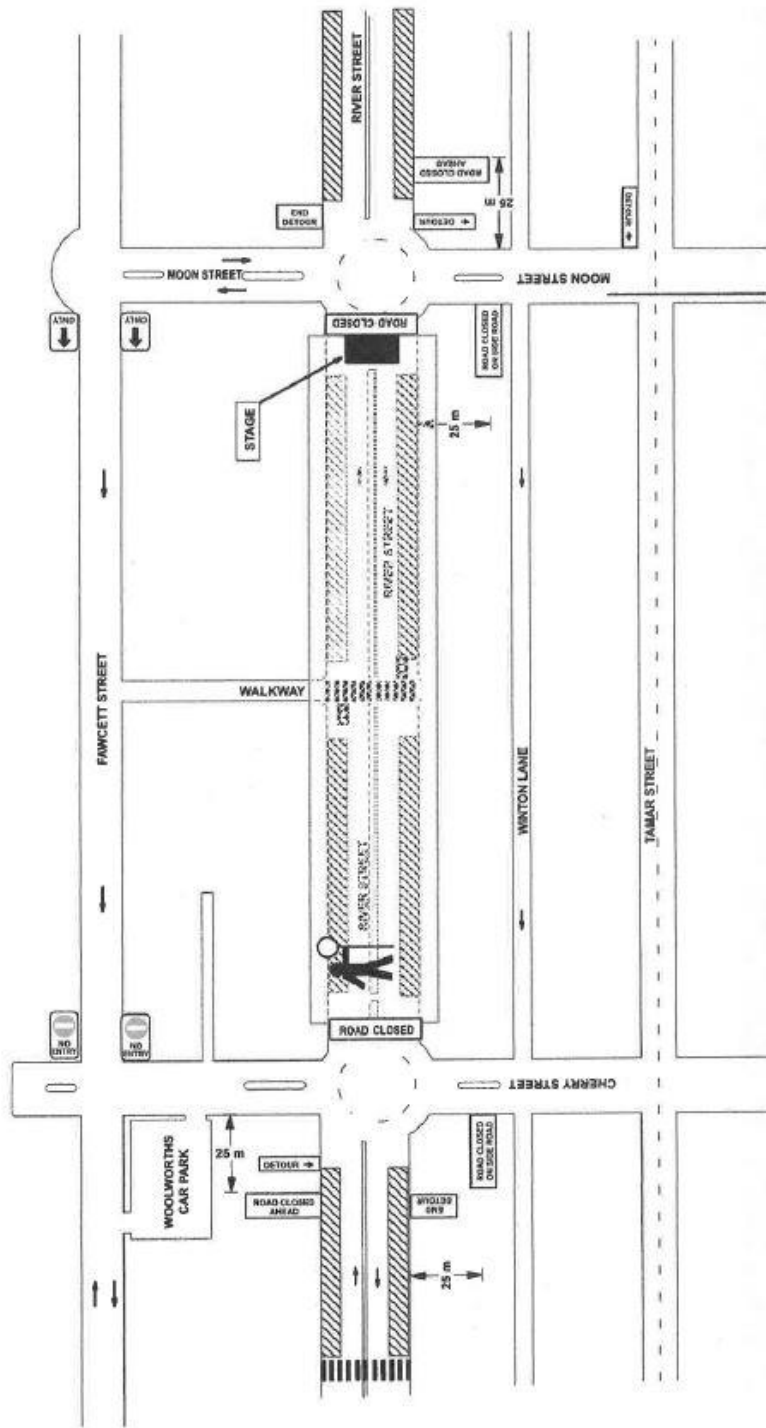 RIVER STREET
ROAD CLOSED
AHEAD
25 m
END
DETOUR
DETOUR
DETOUR
MOON STREET
MOON STREET
ONLY
ONLY
ROAD CLOSED
ROAD CLOSED
ON SIDE ROAD
STAGE
25 m
RIVER STREET
WALKWAY
FAWCETT STREET
WINTON LANE
TAMAR STREET
RIVER STREET
NO
ENTRY
NO
ENTRY
ROAD CLOSED
CHERRY STREET
WOOLWORTHS
CAR PARK
25 m
DETOUR
ROAD CLOSED
AHEAD
END
DETOUR
ROAD CLOSED
ON SIDE ROAD
25 m